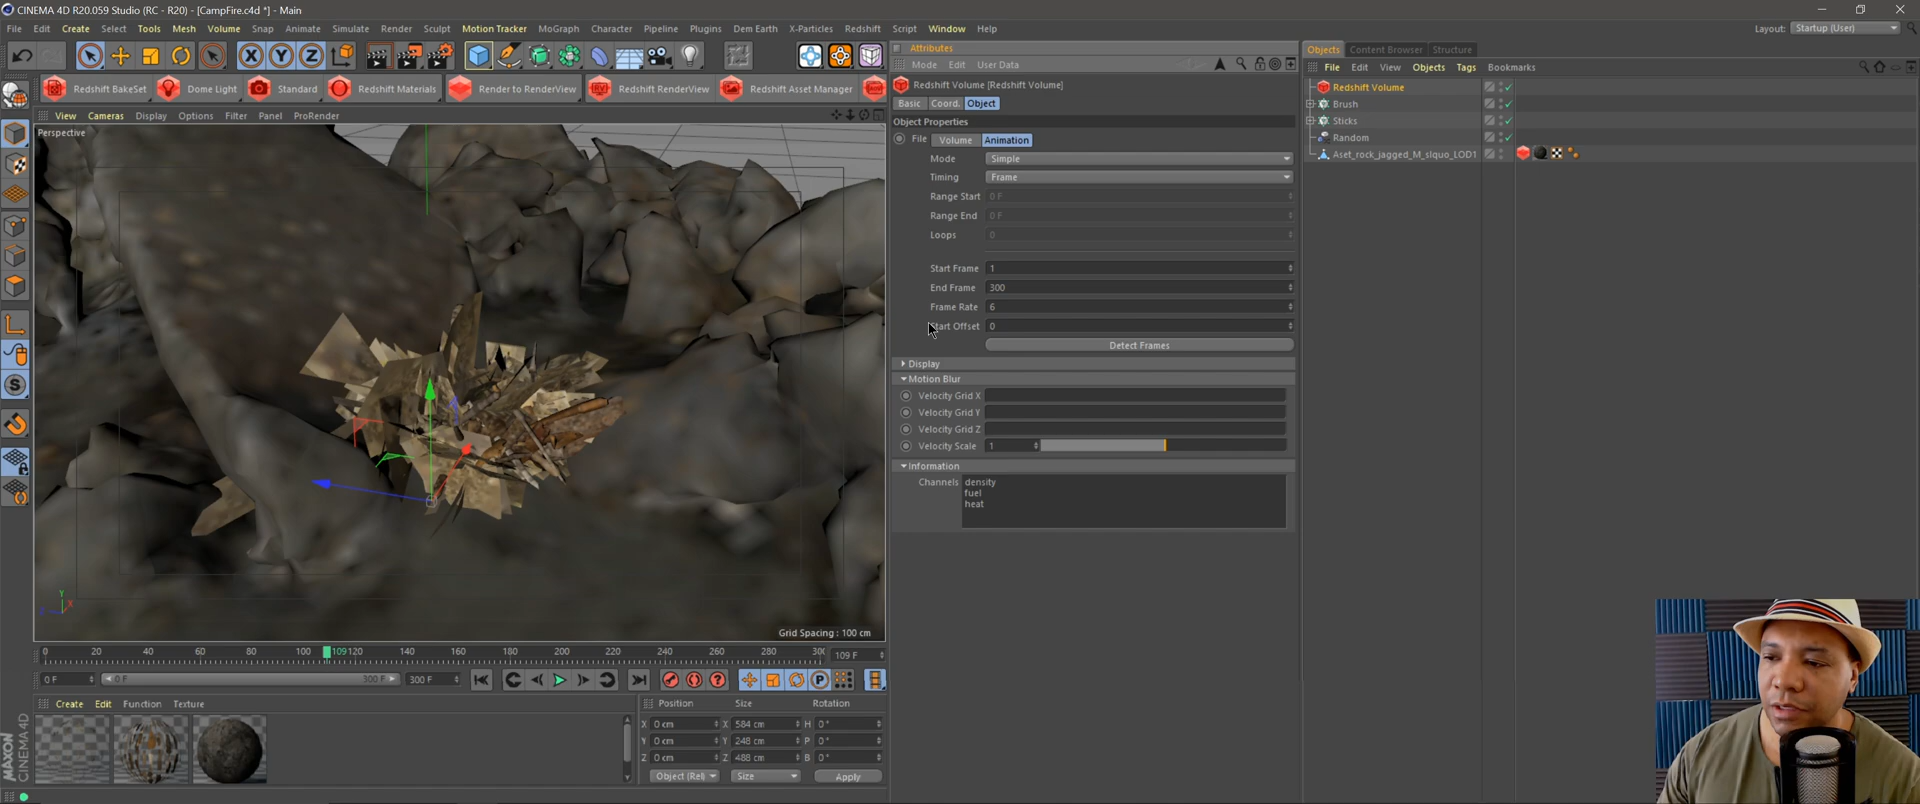 CINEMA 4D R20.059 Studio (RC - R20) - [CampFire.c4d *] - Main
File Edit Create Select Tools Mesh Volume Snap Animate Simulate Render Sculpt Motion Tracker MoGraph Character Pipeline Plugins Dem Earth X-Particles Redshift Script Window Help
Layout: Startup (User)
Redshift BakeSet Dome Light Standard Redshift Materials Render to RenderView Redshift RenderView Redshift Asset Manager
View Cameras Display Options Filter Panel ProRender
Perspective
Grid Spacing : 100 cm
0 20 40 60 80 100 109 120 140 160 180 200 220 240 260 280 300
109 F
0 F 0 F 300 F 300 F
Create Edit Function Texture
MAXON CINEMA 4D
Position Size Rotation
X 0 cm X 584 cm H 0 °
Y 0 cm Y 248 cm P 0 °
Z 0 cm Z 488 cm B 0 °
Object (Rel) Size Apply
Attributes
Mode Edit User Data
Redshift Volume [Redshift Volume]
Basic Coord. Object
Object Properties
File Volume Animation
Mode Simple
Timing Frame
Range Start 0 F
Range End 0 F
Loops 0
Start Frame 1
End Frame 300
Frame Rate 6
Start Offset 0
Detect Frames
Display
Motion Blur
Velocity Grid X
Velocity Grid Y
Velocity Grid Z
Velocity Scale 1
Information
Channels density
fuel
heat
Objects Content Browser Structure
File Edit View Objects Tags Bookmarks
Redshift Volume
Brush
Sticks
Random
Aset_rock_jagged_M_slquo_LOD1